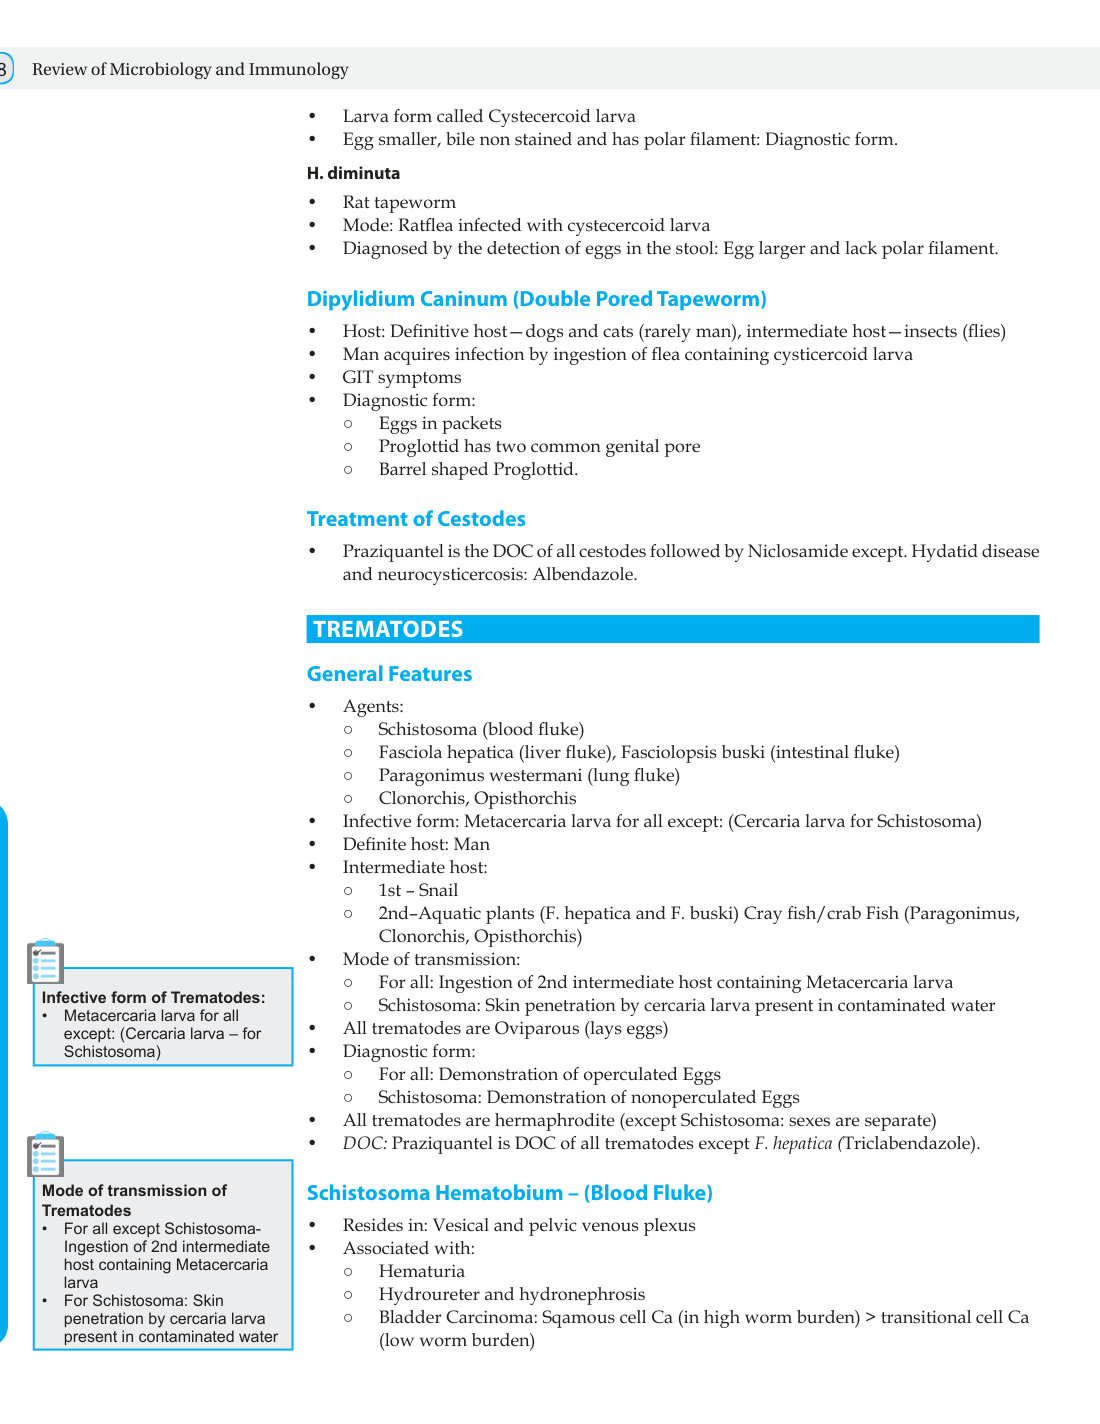 8 Review of Microbiology and Immunology
• Larva form called Cystecercoid larva
• Egg smaller, bile non stained and has polar filament: Diagnostic form.
H. diminuta
• Rat tapeworm
• Mode: Ratflea infected with cystecercoid larva
• Diagnosed by the detection of eggs in the stool: Egg larger and lack polar filament.
Dipylidium Caninum (Double Pored Tapeworm)
• Host: Definitive host—dogs and cats (rarely man), intermediate host—insects (flies)
• Man acquires infection by ingestion of flea containing cysticercoid larva
• GIT symptoms
• Diagnostic form:
○ Eggs in packets
○ Proglottid has two common genital pore
○ Barrel shaped Proglottid.
Treatment of Cestodes
• Praziquantel is the DOC of all cestodes followed by Niclosamide except. Hydatid disease
and neurocysticercosis: Albendazole.
TREMATODES
General Features
• Agents:
○ Schistosoma (blood fluke)
○ Fasciola hepatica (liver fluke), Fasciolopsis buski (intestinal fluke)
○ Paragonimus westermani (lung fluke)
○ Clonorchis, Opisthorchis
• Infective form: Metacercaria larva for all except: (Cercaria larva for Schistosoma)
• Definite host: Man
• Intermediate host:
○ 1st – Snail
○ 2nd–Aquatic plants (F. hepatica and F. buski) Cray fish/crab Fish (Paragonimus,
Clonorchis, Opisthorchis)
• Mode of transmission:
○ For all: Ingestion of 2nd intermediate host containing Metacercaria larva
○ Schistosoma: Skin penetration by cercaria larva present in contaminated water
• All trematodes are Oviparous (lays eggs)
• Diagnostic form:
○ For all: Demonstration of operculated Eggs
○ Schistosoma: Demonstration of nonoperculated Eggs
• All trematodes are hermaphrodite (except Schistosoma: sexes are separate)
• DOC: Praziquantel is DOC of all trematodes except F. hepatica (Triclabendazole).
Schistosoma Hematobium – (Blood Fluke)
• Resides in: Vesical and pelvic venous plexus
• Associated with:
○ Hematuria
○ Hydroureter and hydronephrosis
○ Bladder Carcinoma: Sqamous cell Ca (in high worm burden) > transitional cell Ca
(low worm burden)
Infective form of Trematodes:
• Metacercaria larva for all
except: (Cercaria larva – for
Schistosoma)
Mode of transmission of
Trematodes
• For all except Schistosoma-
Ingestion of 2nd intermediate
host containing Metacercaria
larva
• For Schistosoma: Skin
penetration by cercaria larva
present in contaminated water